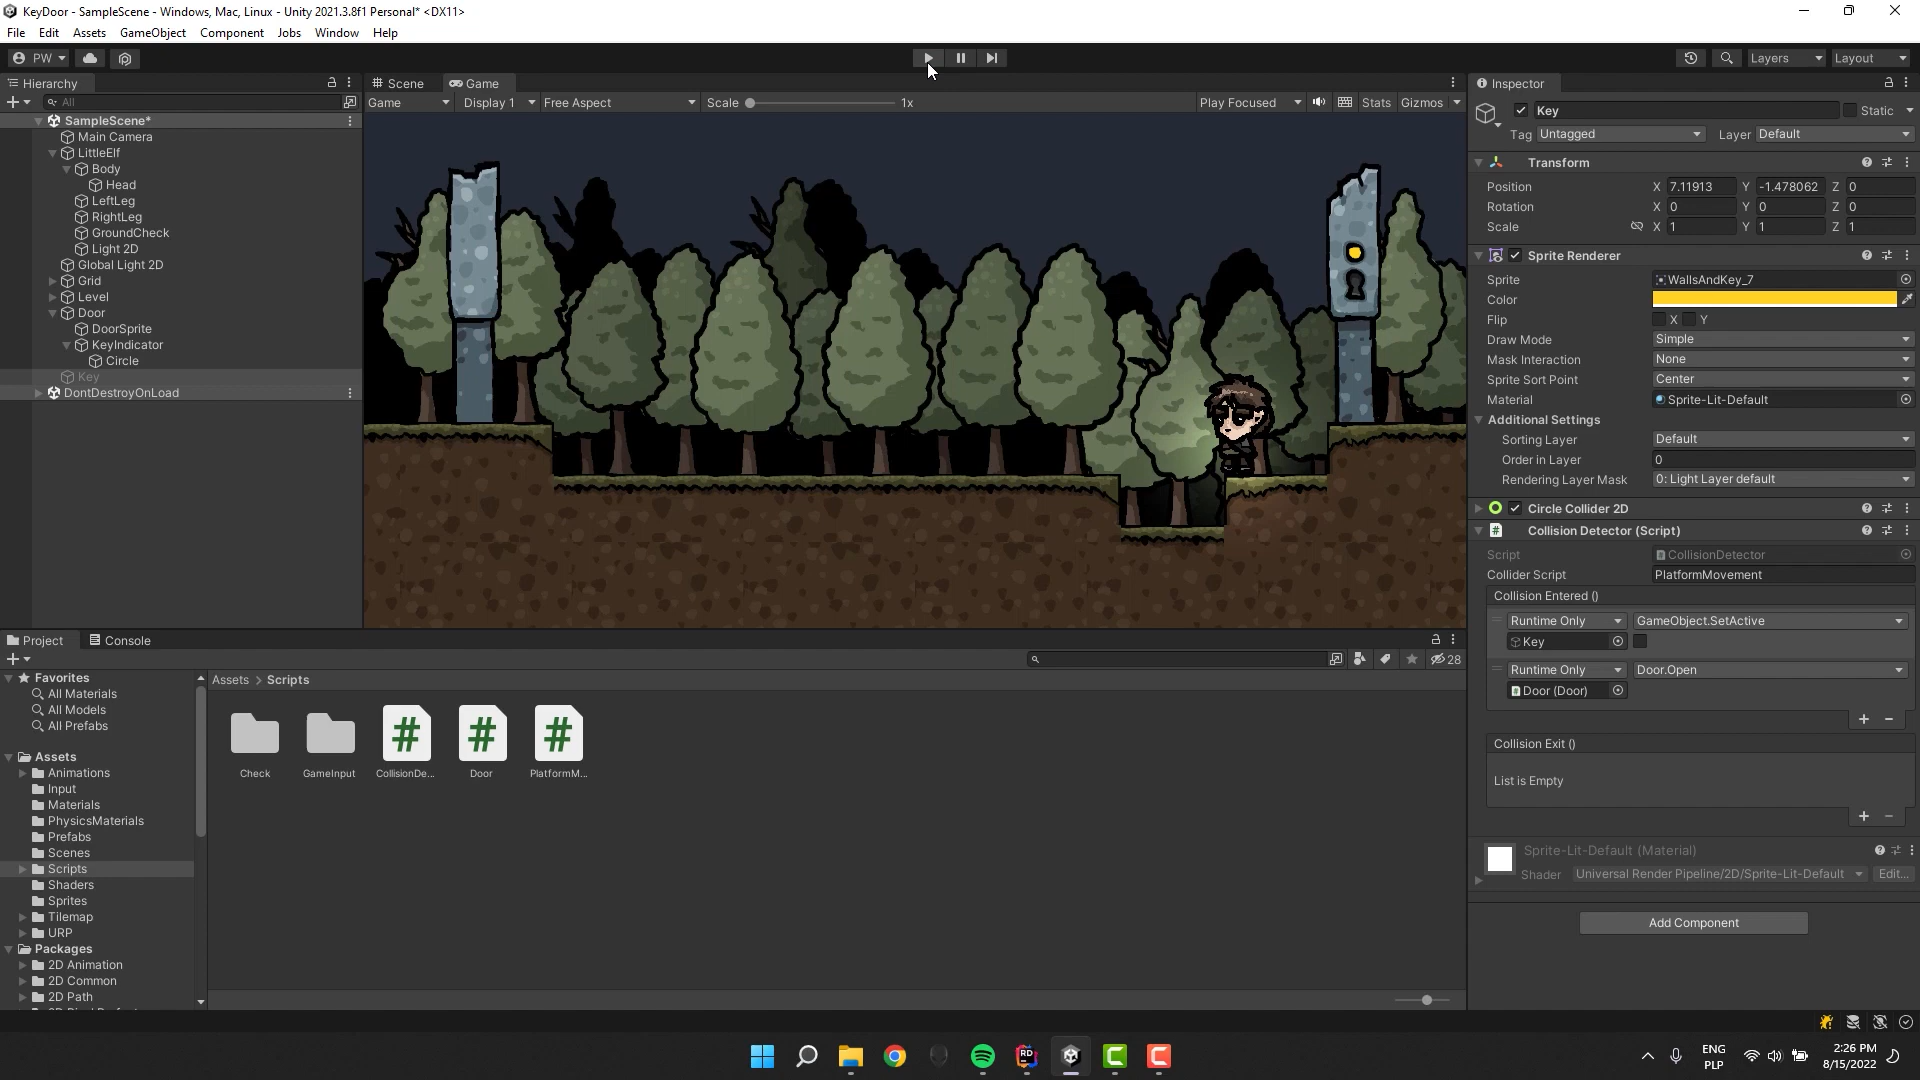 KeyDoor - SampleScene - Windows, Mac, Linux - Unity 2021.3.8f1 Personal* <DX11>
File Edit Assets GameObject Component Jobs Window Help
PW Layers Layout
Hierarchy Scene Game Inspector
All Game Display 1 Free Aspect Scale 1x Play Focused Stats Gizmos
SampleScene*
Main Camera
LittleElf
Body
Head
LeftLeg
RightLeg
GroundCheck
Light 2D
Global Light 2D
Grid
Level
Door
DoorSprite
KeyIndicator
Circle
Key
DontDestroyOnLoad
Key Static
Tag Untagged Layer Default
Transform
Position X 7.11913 Y -1.478062 Z 0
Rotation X 0 Y 0 Z 0
Scale X 1 Y 1 Z 1
Sprite Renderer
Sprite WallsAndKey_7
Color
Flip X Y
Draw Mode Simple
Mask Interaction None
Sprite Sort Point Center
Material Sprite-Lit-Default
Additional Settings
Sorting Layer Default
Order in Layer 0
Rendering Layer Mask 0: Light Layer default
Circle Collider 2D
# Collision Detector (Script)
Script CollisionDetector
Collider Script PlatformMovement
Collision Entered ()
Runtime Only GameObject.SetActive
Key
Runtime Only Door.Open
Door (Door)
Collision Exit ()
List is Empty
Sprite-Lit-Default (Material)
Shader Universal Render Pipeline/2D/Sprite-Lit-Default Edit...
Add Component
Project Console
28
Favorites
All Materials
All Models
All Prefabs
Assets
Animations
Input
Materials
PhysicsMaterials
Prefabs
Scenes
Scripts
Shaders
Sprites
Tilemap
URP
Packages
2D Animation
2D Common
2D Path
Assets > Scripts
# # #
Check GameInput CollisionDe... Door PlatformM...
RD
ENG
PLP
2:26 PM
8/15/2022